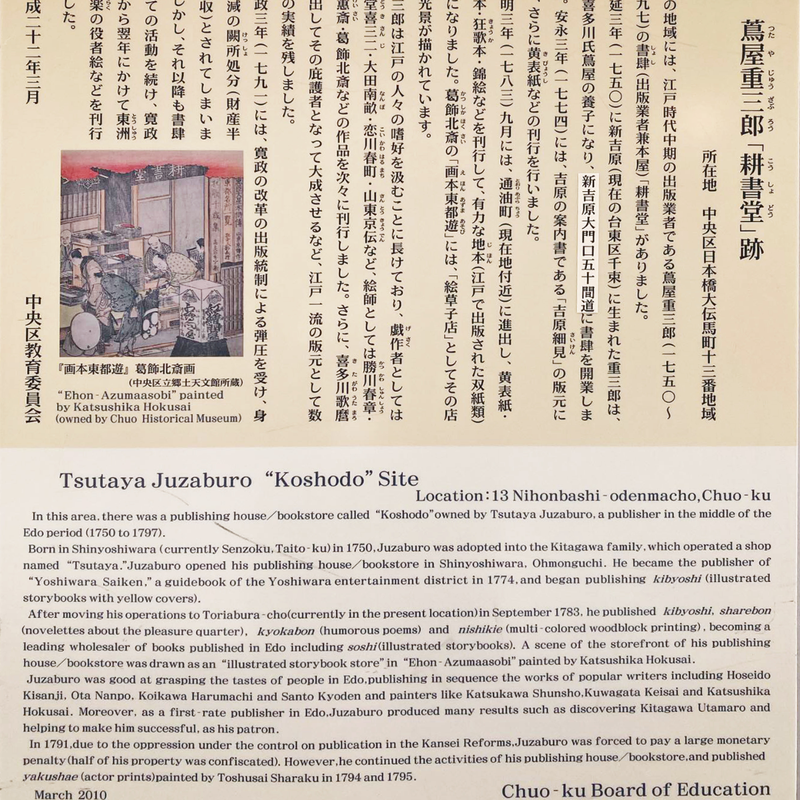 蔦屋重三郎「耕書堂」跡
所在地　中央区日本橋大伝馬町十三番地域
の地域には、江戸時代中期の出版業者である蔦屋重三郎（一七五〇～
九七）の書肆（出版業者兼本屋）「耕書堂」がありました。
延三年（一七五〇）に新吉原（現在の台東区千束）に生まれた重三郎は、
喜多川氏蔦屋の養子になり、新吉原大門口五十間道に書肆を開業しま
。安永三年（一七七四）には、吉原の案内書である「吉原細見」の版元に
、さらに黄表紙などの刊行を行いました。
明三年（一七八三）九月には、通油町（現在地付近）に進出し、黄表紙・
本・狂歌本・錦絵などを刊行して、有力な地本（江戸で出版された双紙類）
になりました。葛飾北斎の「画本東都遊」には、「絵草子店」としてその店
光景が描かれています。
三郎は江戸の人々の嗜好を汲むことに長けており、戯作者としては
堂喜三二・大田南畝・恋川春町・山東京伝など、絵師としては勝川春章・
蕙斎・葛飾北斎などの作品を次々に刊行しました。さらに、喜多川歌麿
出してその庇護者となって大成させるなど、江戸一流の版元として数
の実績を残しました。
政三年（一七九一）には、寛政の改革の出版統制による弾圧を受け、身
減の闕所処分（財産半
収）とされてしまいま
しかし、それ以降も書肆
ての活動を続け、寛政
から翌年にかけて東洲
楽の役者絵などを刊行
した。
成二十二年三月
中央区教育委員会
耕書堂
『画本東都遊』葛飾北斎画
（中央区立郷土天文館所蔵）
"Ehon-Azumaasobi" painted
by Katsushika Hokusai
(owned by Chuo Historical Museum)
Tsutaya Juzaburo "Koshodo" Site
Location:13 Nihonbashi-odenmacho,Chuo-ku
In this area, there was a publishing house/bookstore called "Koshodo"owned by Tsutaya Juzaburo, a publisher in the middle of the
Edo period (1750 to 1797).
Born in Shinyoshiwara (currently Senzoku,Taito-ku) in 1750,Juzaburo was adopted into the Kitagawa family, which operated a shop
named "Tsutaya."Juzaburo opened his publishing house/bookstore in Shinyoshiwara, Ohmonguchi. He became the publisher of
"Yoshiwara Saiken," a guidebook of the Yoshiwara entertainment district in 1774, and began publishing kibyoshi (illustrated
storybooks with yellow covers).
After moving his operations to Toriabura-cho(currently in the present location)in September 1783, he published kibyoshi, sharebon
(novelettes about the pleasure quarter), kyokabon (humorous poems) and nishikie (multi-colored woodblock printing), becoming a
leading wholesaler of books published in Edo including soshi(illustrated storybooks). A scene of the storefront of his publishing
house/bookstore was drawn as an "illustrated storybook store" in "Ehon-Azumaasobi" painted by Katsushika Hokusai.
Juzaburo was good at grasping the tastes of people in Edo,publishing in sequence the works of popular writers including Hoseido
Kisanji, Ota Nanpo, Koikawa Harumachi and Santo Kyoden and painters like Katsukawa Shunsho,Kuwagata Keisai and Katsushika
Hokusai. Moreover, as a first-rate publisher in Edo,Juzaburo produced many results such as discovering Kitagawa Utamaro and
helping to make him successful, as his patron.
In 1791,due to the oppression under the control on publication in the Kansei Reforms,Juzaburo was forced to pay a large monetary
penalty(half of his property was confiscated). However,he continued the activities of his publishing house/bookstore,and published
yakushae (actor prints)painted by Toshusai Sharaku in 1794 and 1795.
March 2010
Chuo-ku Board of Education